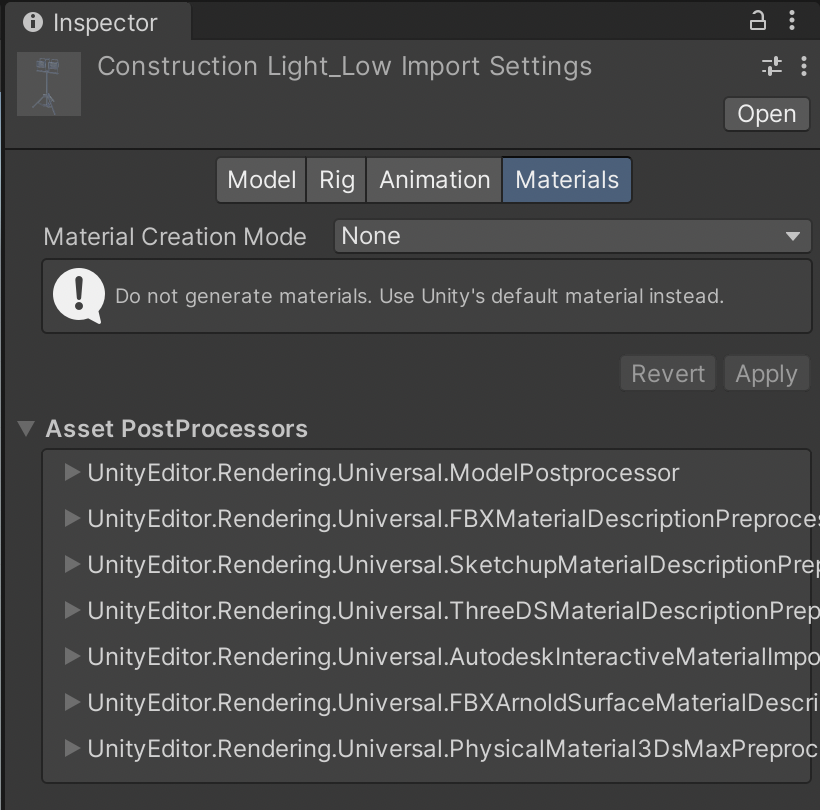 Inspector
Construction Light_Low Import Settings
Open
Model Rig Animation Materials
Material Creation Mode None
Do not generate materials. Use Unity's default material instead.
Revert Apply
Asset PostProcessors
UnityEditor.Rendering.Universal.ModelPostprocessor
UnityEditor.Rendering.Universal.FBXMaterialDescriptionPreproces
UnityEditor.Rendering.Universal.SketchupMaterialDescriptionPrep
UnityEditor.Rendering.Universal.ThreeDSMaterialDescriptionPrep
UnityEditor.Rendering.Universal.AutodeskInteractiveMaterialImpo
UnityEditor.Rendering.Universal.FBXArnoldSurfaceMaterialDescri
UnityEditor.Rendering.Universal.PhysicalMaterial3DsMaxPreproc